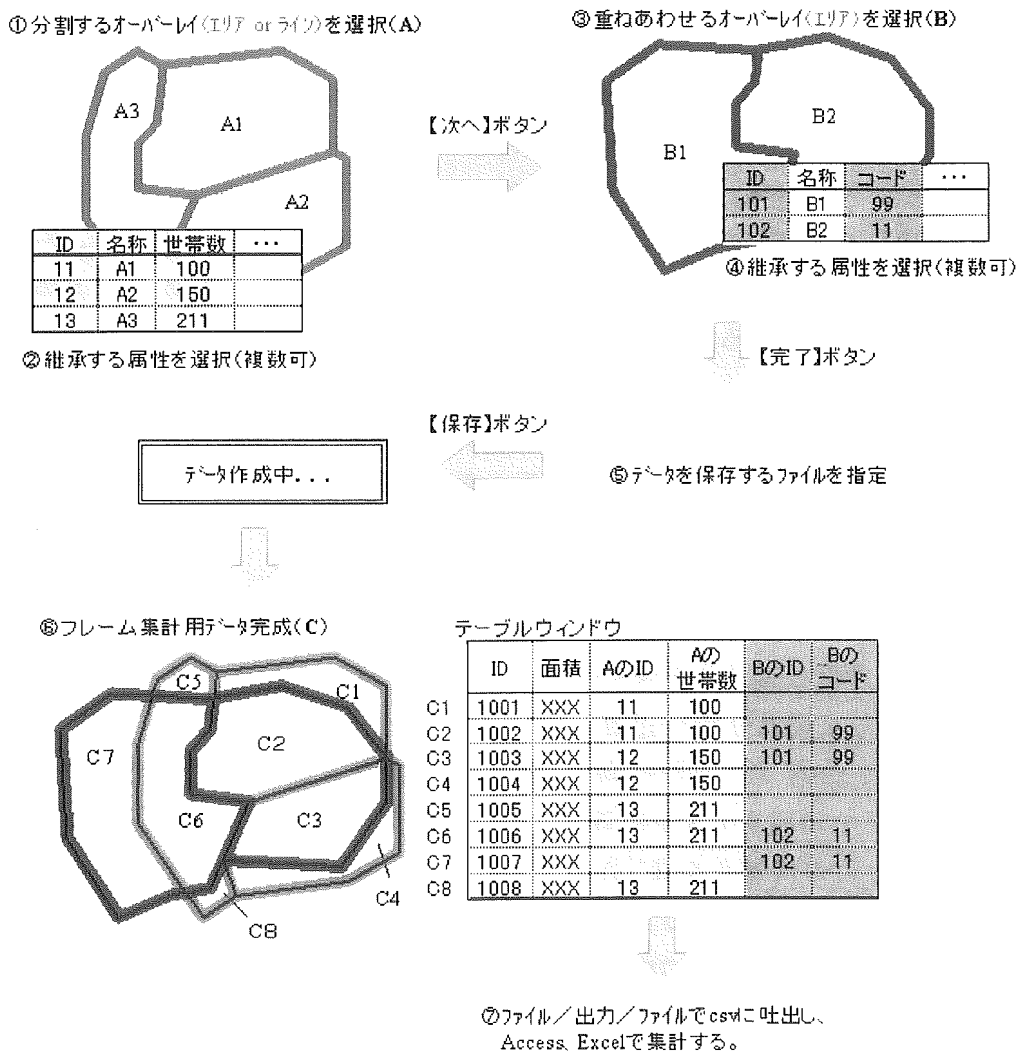 ①分割するオーバーレイ(エリア or ライン)を選択(A)
A3
A1
A2
ID 名称 世帯数 ・・・
11 A1 100
12 A2 150
13 A3 211
②継承する属性を選択(複数可)
【次へ】ボタン
③重ねあわせるオーバーレイ(エリア)を選択(B)
B1
B2
ID 名称 コード ・・・
101 B1 99
102 B2 11
④継承する属性を選択(複数可)
【完了】ボタン
⑤データを保存するファイルを指定
【保存】ボタン
データ作成中...
⑥フレーム集計用データ完成(C)
C5
C1
C7
C2
C6
C3
C4
C8
テーブルウィンドウ
ID 面積 AのID Aの世帯数 BのID Bのコード
C1 1001 XXX 11 100
C2 1002 XXX 11 100 101 99
C3 1003 XXX 12 150 101 99
C4 1004 XXX 12 150
C5 1005 XXX 13 211
C6 1006 XXX 13 211 102 11
C7 1007 XXX 102 11
C8 1008 XXX 13 211
⑦ファイル/出力/ファイルでcsvに吐出し、
Access、Excelで集計する。